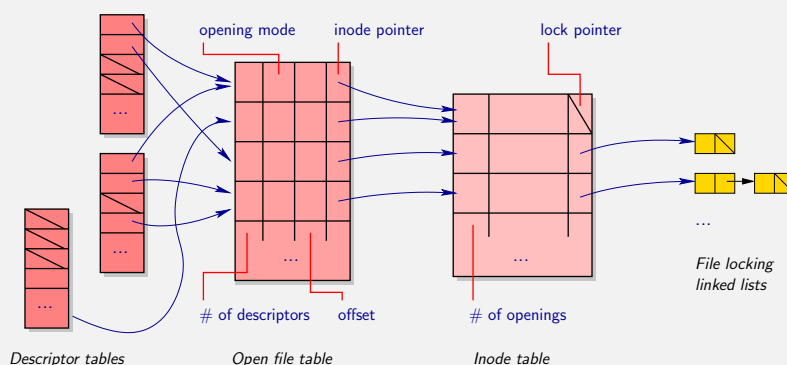 opening mode
inode pointer
lock pointer
...
...
...
...
...
...
# of descriptors
offset
# of openings
File locking
linked lists
Descriptor tables
Open file table
Inode table